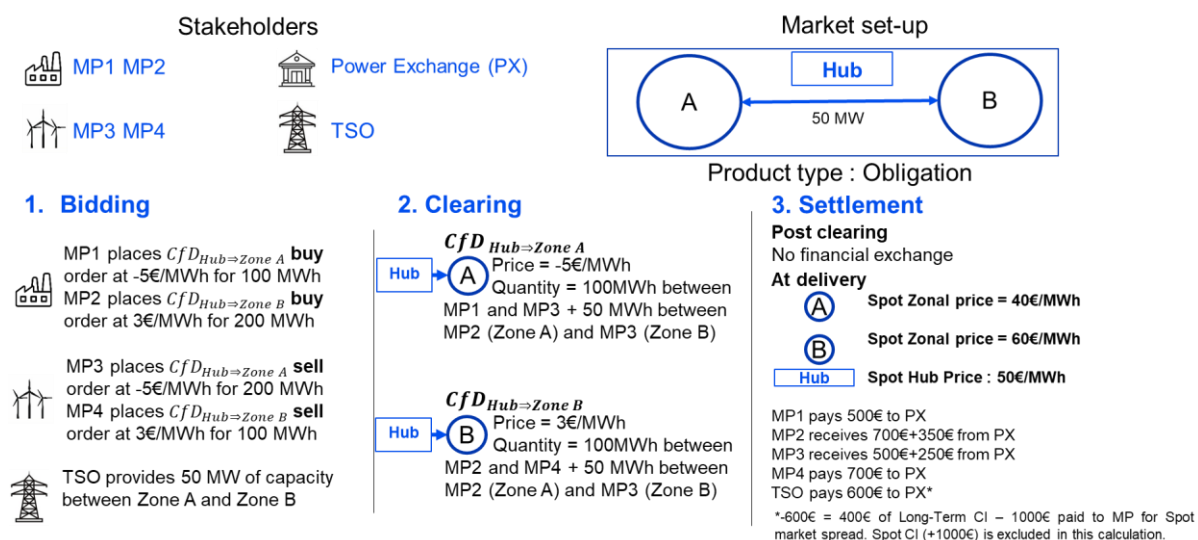 Stakeholders
MP1 MP2
Power Exchange (PX)
MP3 MP4
TSO
Market set-up
Hub
A
B
50 MW
Product type : Obligation
1. Bidding
MP1 places CfD Hub⇒Zone A buy
order at -5€/MWh for 100 MWh
MP2 places CfD Hub⇒Zone B buy
order at 3€/MWh for 200 MWh
MP3 places CfD Hub⇒Zone A sell
order at -5€/MWh for 200 MWh
MP4 places CfD Hub⇒Zone B sell
order at 3€/MWh for 100 MWh
TSO provides 50 MW of capacity
between Zone A and Zone B
2. Clearing
CfD Hub⇒Zone A
Hub
A
Price = -5€/MWh
Quantity = 100MWh between
MP1 and MP3 + 50 MWh between
MP2 (Zone A) and MP3 (Zone B)
CfD Hub⇒Zone B
Hub
B
Price = 3€/MWh
Quantity = 100MWh between
MP2 and MP4 + 50 MWh between
MP2 (Zone A) and MP3 (Zone B)
3. Settlement
Post clearing
No financial exchange
At delivery
A
Spot Zonal price = 40€/MWh
B
Spot Zonal price = 60€/MWh
Hub
Spot Hub Price : 50€/MWh
MP1 pays 500€ to PX
MP2 receives 700€+350€ from PX
MP3 receives 500€+250€ from PX
MP4 pays 700€ to PX
TSO pays 600€ to PX*
*-600€ = 400€ of Long-Term CI – 1000€ paid to MP for Spot
market spread. Spot CI (+1000€) is excluded in this calculation.